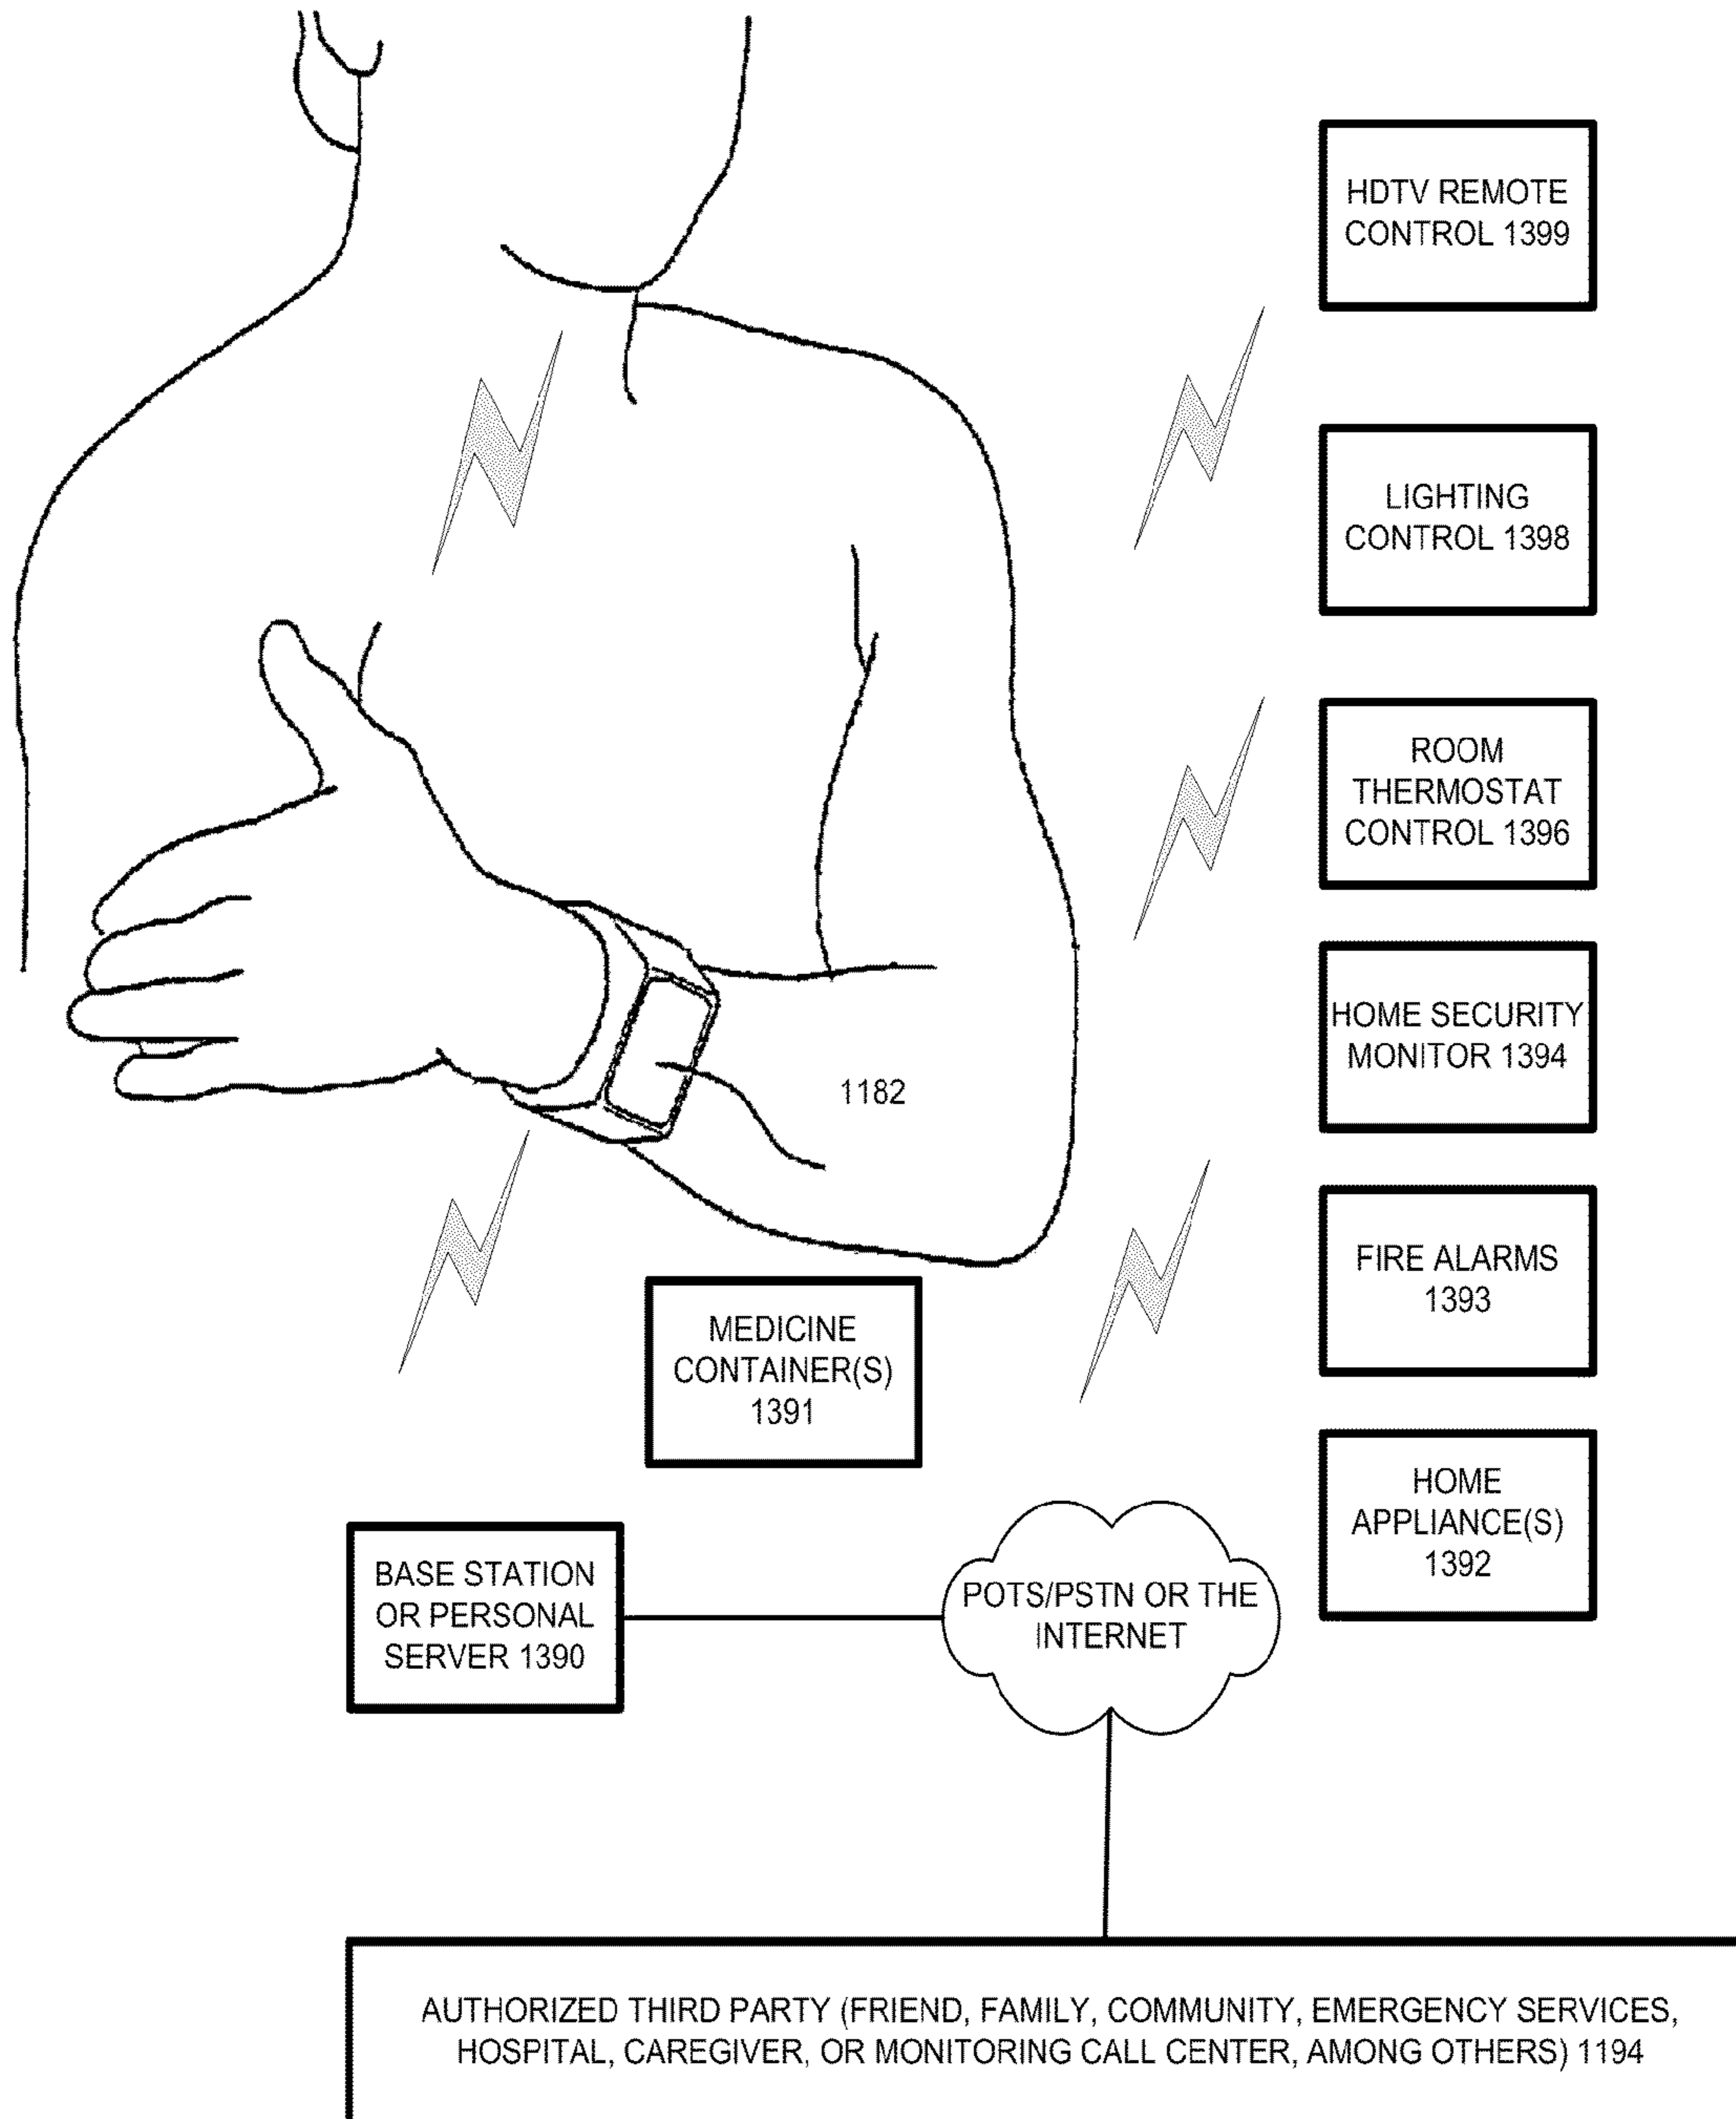 HDTV REMOTE
CONTROL 1399
LIGHTING
CONTROL 1398
ROOM
THERMOSTAT
CONTROL 1396
HOME SECURITY
MONITOR 1394
1182
FIRE ALARMS
1393
MEDICINE
CONTAINER(S)
1391
HOME
APPLIANCE(S)
1392
BASE STATION
OR PERSONAL
SERVER 1390
POTS/PSTN OR THE
INTERNET
AUTHORIZED THIRD PARTY (FRIEND, FAMILY, COMMUNITY, EMERGENCY SERVICES,
HOSPITAL, CAREGIVER, OR MONITORING CALL CENTER, AMONG OTHERS) 1194